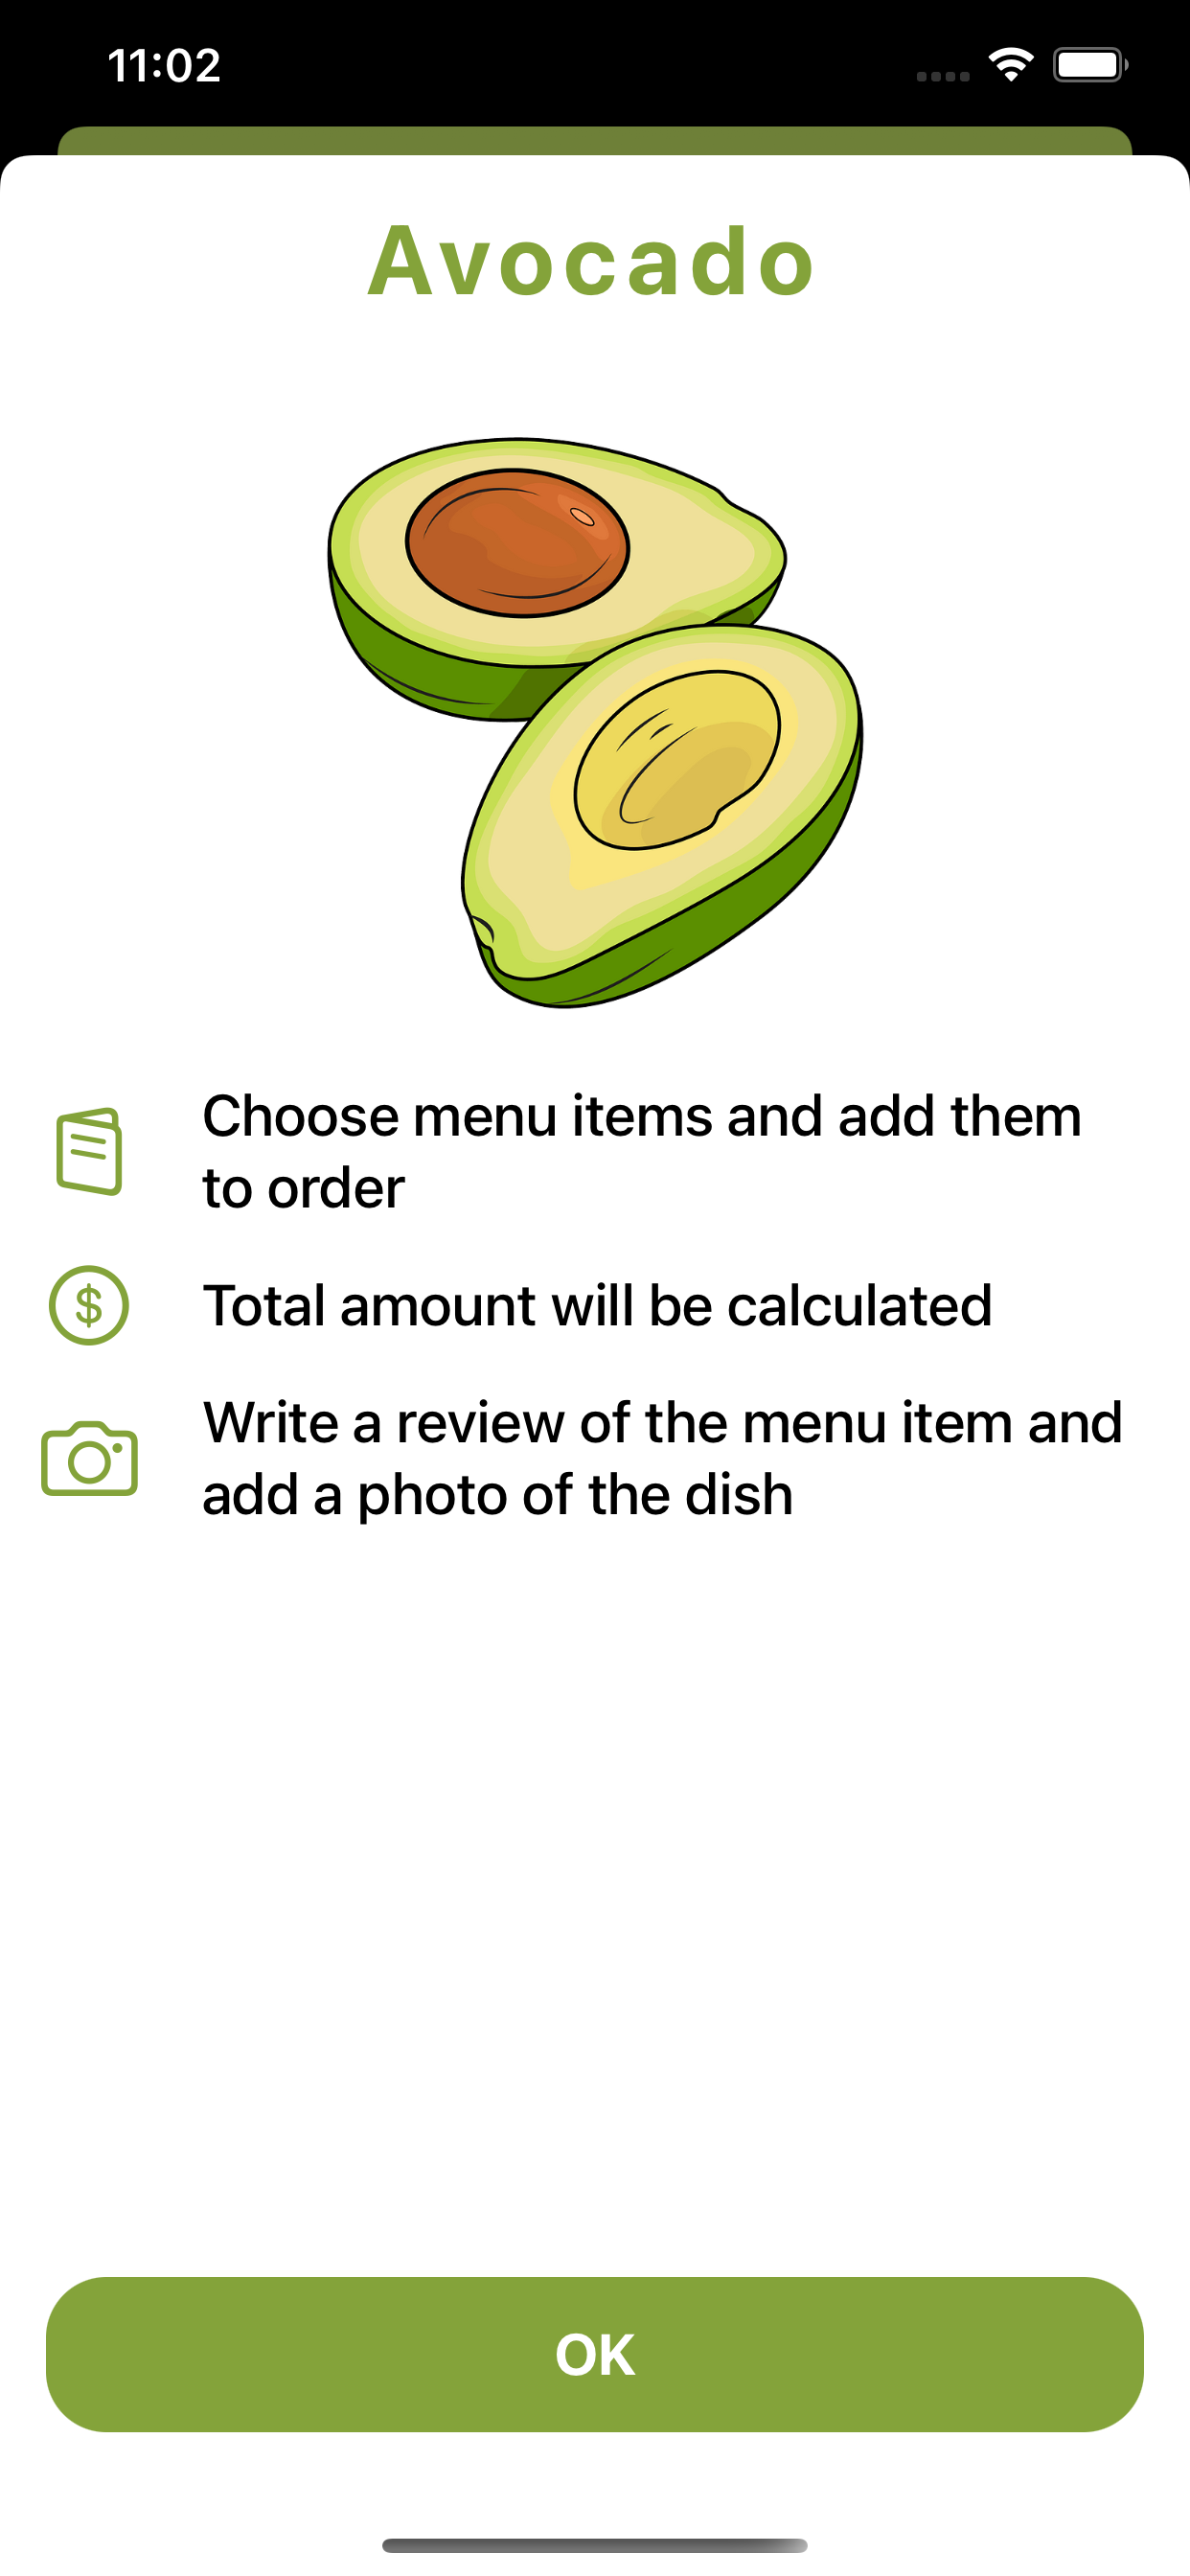 11:02
Avocado
Choose menu items and add them
to order
$
Total amount will be calculated
Write a review of the menu item and
add a photo of the dish
OK